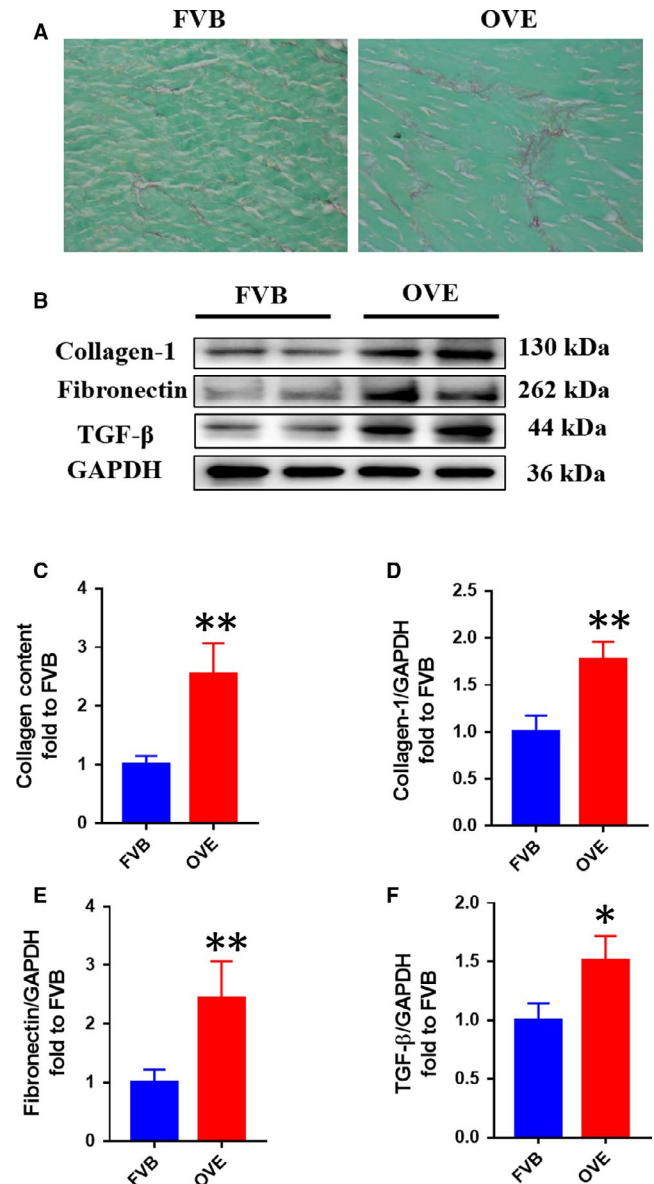 A
FVB
OVE
B
FVB
OVE
Collagen-1
130 kDa
Fibronectin
262 kDa
TGF-β
44 kDa
GAPDH
36 kDa
C
Collagen content
fold to FVB
4
3
2
1
0
**
FVB
OVE
D
Collagen-1/GAPDH
fold to FVB
2.5
2.0
1.5
1.0
0.5
0.0
**
FVB
OVE
E
Fibronectin/GAPDH
fold to FVB
4
3
2
1
0
**
FVB
OVE
F
TGF-β/GAPDH
fold to FVB
2.0
1.5
1.0
0.5
0.0
*
FVB
OVE